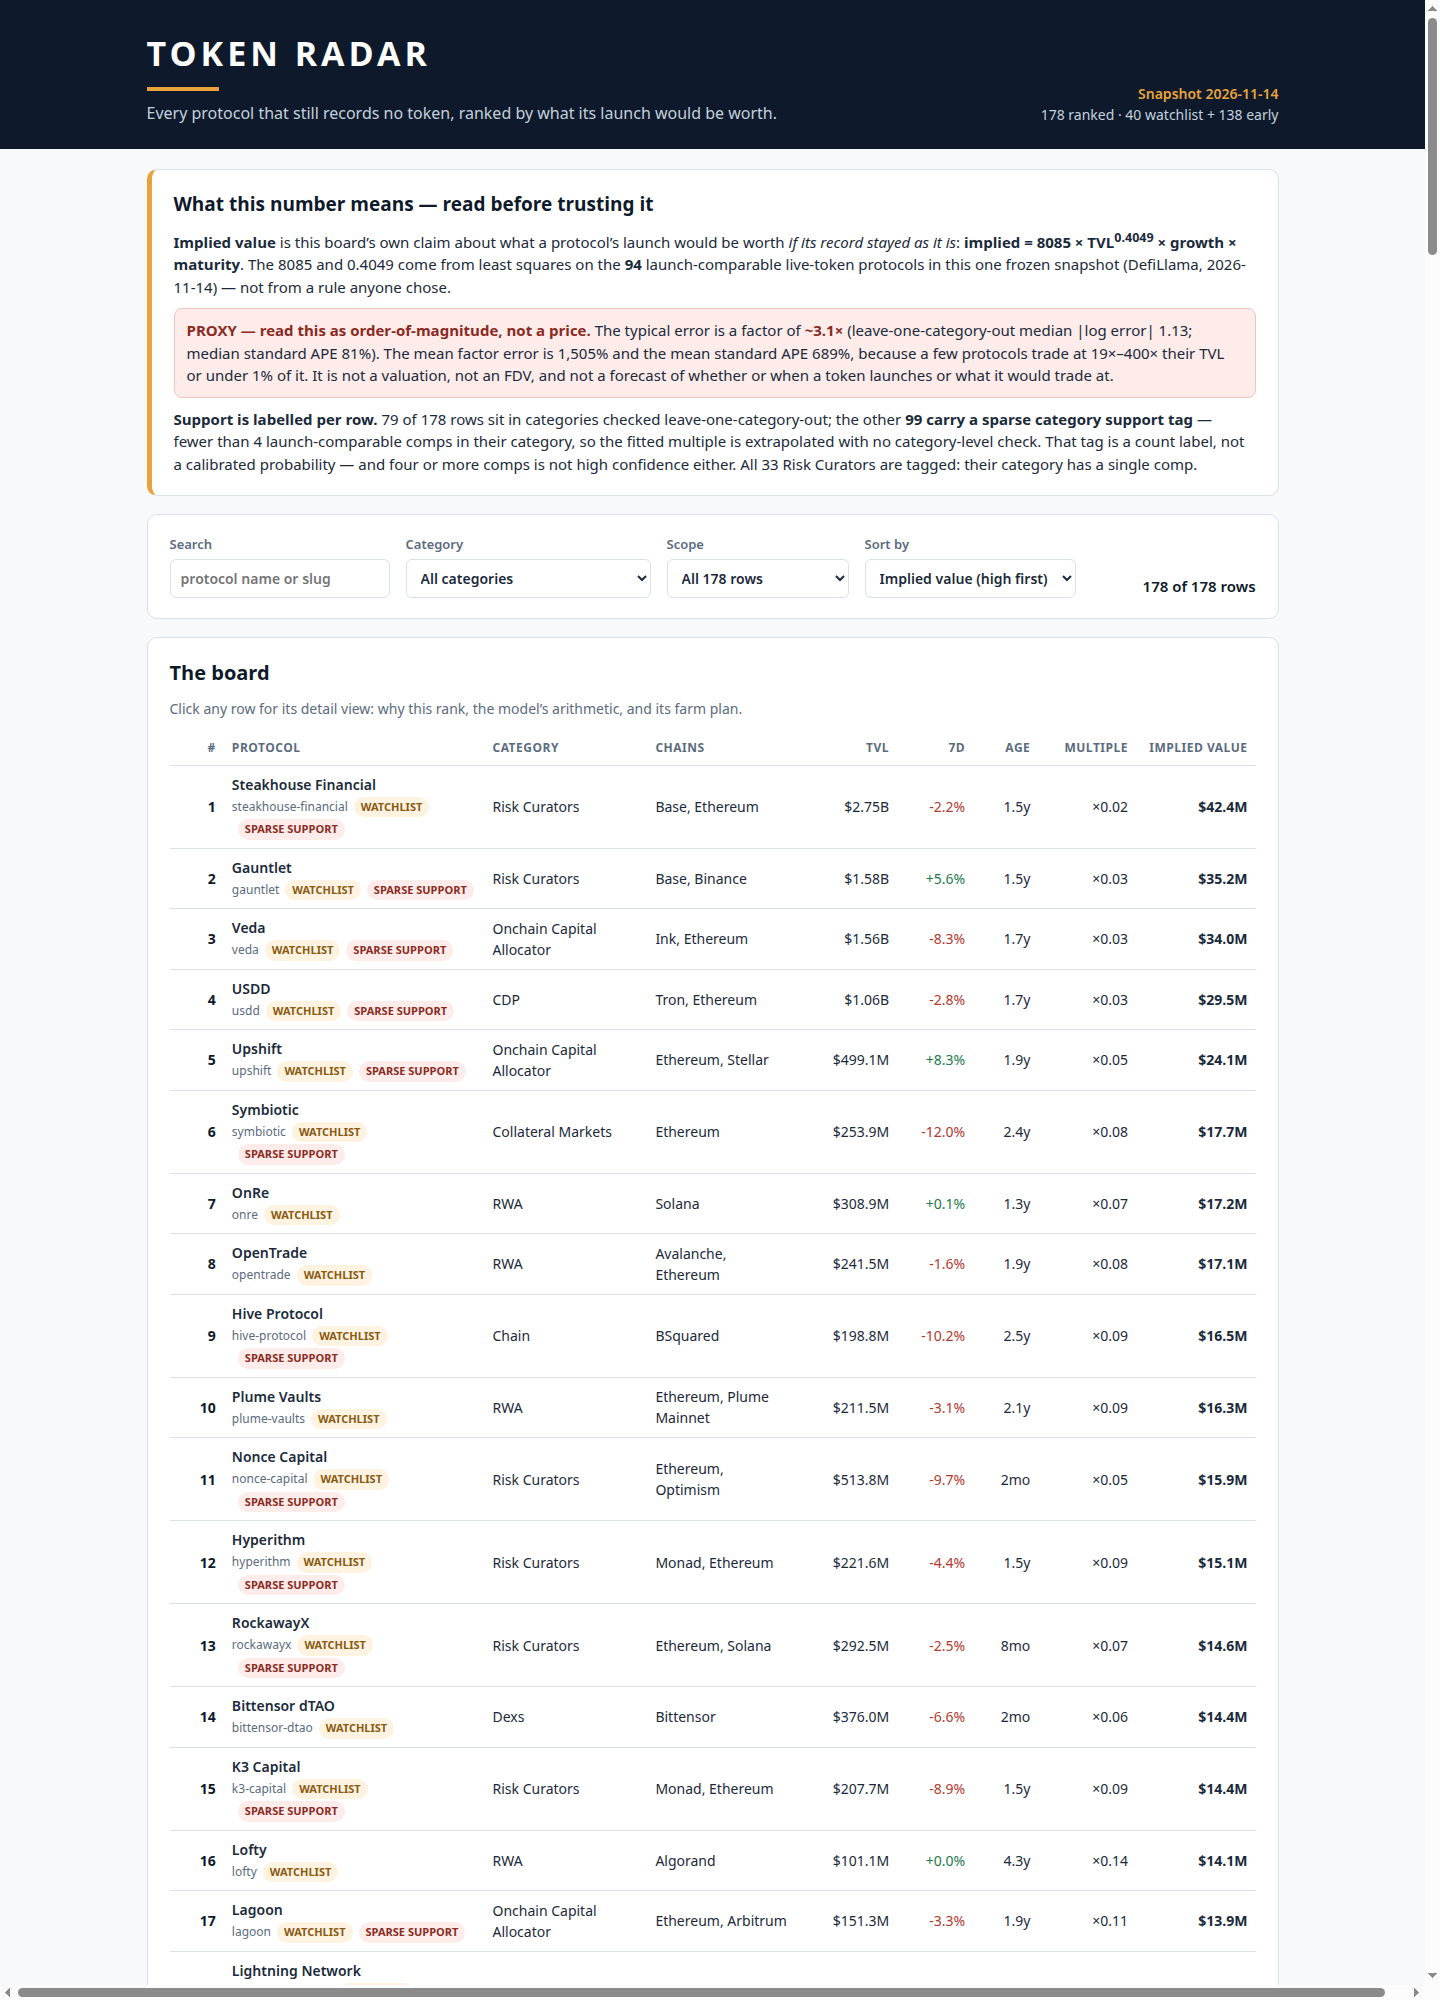 TOKEN RADAR
Every protocol that still records no token, ranked by what its launch would be worth.
Snapshot 2026-11-14
178 ranked · 40 watchlist + 138 early
What this number means — read before trusting it
Implied value is this board's own claim about what a protocol's launch would be worth if its record stayed as it is: implied = 8085 × TVL^0.4049 × growth ×
maturity. The 8085 and 0.4049 come from least squares on the 94 launch-comparable live-token protocols in this one frozen snapshot (DefiLlama, 2026-
11-14) — not from a rule anyone chose.
PROXY — read this as order-of-magnitude, not a price. The typical error is a factor of ~3.1× (leave-one-category-out median |log error| 1.13;
median standard APE 81%). The mean factor error is 1,505% and the mean standard APE 689%, because a few protocols trade at 19×–400× their TVL
or under 1% of it. It is not a valuation, not an FDV, and not a forecast of whether or when a token launches or what it would trade at.
Support is labelled per row. 79 of 178 rows sit in categories checked leave-one-category-out; the other 99 carry a sparse category support tag —
fewer than 4 launch-comparable comps in their category, so the fitted multiple is extrapolated with no category-level check. That tag is a count label, not
a calibrated probability — and four or more comps is not high confidence either. All 33 Risk Curators are tagged: their category has a single comp.
Search Category Scope Sort by
protocol name or slug All categories All 178 rows Implied value (high first) 178 of 178 rows
The board
Click any row for its detail view: why this rank, the model's arithmetic, and its farm plan.
# PROTOCOL CATEGORY CHAINS TVL 7D AGE MULTIPLE IMPLIED VALUE
Steakhouse Financial
1 steakhouse-financial WATCHLIST Risk Curators Base, Ethereum $2.75B -2.2% 1.5y ×0.02 $42.4M
SPARSE SUPPORT
Gauntlet
2 gauntlet WATCHLIST SPARSE SUPPORT Risk Curators Base, Binance $1.58B +5.6% 1.5y ×0.03 $35.2M
Veda
3 veda WATCHLIST SPARSE SUPPORT Onchain Capital Allocator Ink, Ethereum $1.56B -8.3% 1.7y ×0.03 $34.0M
USDD
4 usdd WATCHLIST SPARSE SUPPORT CDP Tron, Ethereum $1.06B -2.8% 1.7y ×0.03 $29.5M
Upshift
5 upshift WATCHLIST SPARSE SUPPORT Onchain Capital Allocator Ethereum, Stellar $499.1M +8.3% 1.9y ×0.05 $24.1M
Symbiotic
6 symbiotic WATCHLIST Collateral Markets Ethereum $253.9M -12.0% 2.4y ×0.08 $17.7M
SPARSE SUPPORT
OnRe
7 onre WATCHLIST RWA Solana $308.9M +0.1% 1.3y ×0.07 $17.2M
OpenTrade
8 opentrade WATCHLIST RWA Avalanche, Ethereum $241.5M -1.6% 1.9y ×0.08 $17.1M
Hive Protocol
9 hive-protocol WATCHLIST Chain BSquared $198.8M -10.2% 2.5y ×0.09 $16.5M
SPARSE SUPPORT
Plume Vaults
10 plume-vaults WATCHLIST RWA Ethereum, Plume Mainnet $211.5M -3.1% 2.1y ×0.09 $16.3M
Nonce Capital
11 nonce-capital WATCHLIST Risk Curators Ethereum, Optimism $513.8M -9.7% 2mo ×0.05 $15.9M
SPARSE SUPPORT
Hyperithm
12 hyperithm WATCHLIST Risk Curators Monad, Ethereum $221.6M -4.4% 1.5y ×0.09 $15.1M
SPARSE SUPPORT
RockawayX
13 rockawayx WATCHLIST Risk Curators Ethereum, Solana $292.5M -2.5% 8mo ×0.07 $14.6M
SPARSE SUPPORT
Bittensor dTAO
14 bittensor-dtao WATCHLIST Dexs Bittensor $376.0M -6.6% 2mo ×0.06 $14.4M
K3 Capital
15 k3-capital WATCHLIST Risk Curators Monad, Ethereum $207.7M -8.9% 1.5y ×0.09 $14.4M
SPARSE SUPPORT
Lofty
16 lofty WATCHLIST RWA Algorand $101.1M +0.0% 4.3y ×0.14 $14.1M
Lagoon
17 lagoon WATCHLIST SPARSE SUPPORT Onchain Capital Allocator Ethereum, Arbitrum $151.3M -3.3% 1.9y ×0.11 $13.9M
Lightning Network